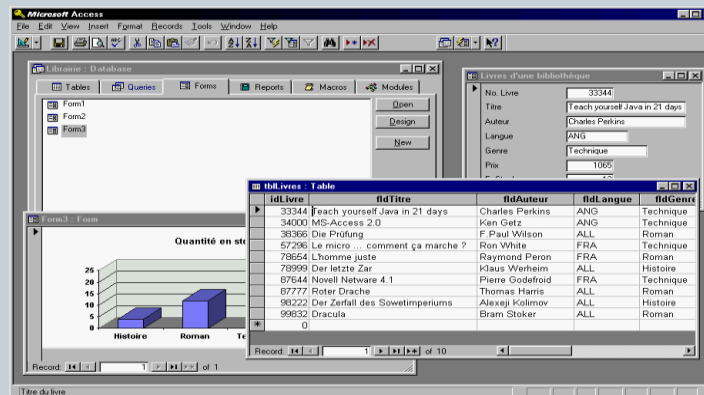 Microsoft Access
File Edit View Insert Format Records Tools Window Help
Librairie : Database
Tables Queries Forms Reports Macros Modules
Form1
Form2
Form3
Open
Design
New
Livres d'une bibliothèque
No. Livre 33344
Titre Teach yourself Java in 21 days
Auteur Charles Perkins
Langue ANG
Genre Technique
Prix 1065
tblLivres : Table
idLivre fldTitre fldAuteur fldLangue fldGenre
33344 Teach yourself Java in 21 days Charles Perkins ANG Technique
34000 MS-Access 2.0 Ken Getz ANG Technique
38366 Die Prüfung F.Paul Wilson ALL Roman
57296 Le micro ... comment ça marche ? Ron White FRA Technique
78654 L'homme juste Raymond Peron FRA Roman
78999 Der letzte Zar Klaus Werheim ALL Histoire
87644 Novell Netware 4.1 Pierre Godefroid FRA Technique
87777 Roter Drache Thomas Harris ALL Roman
98222 Der Zerfall des Sowetimperiums Alexeji Kolimov ALL Histoire
99832 Dracula Bram Stoker ALL Roman
0
Record: 1 of 10
Form3 : Form
Quantité en sto
25
20
15
10
5
0
Histoire Roman Te
Record: 1 of 1
Titre du livre